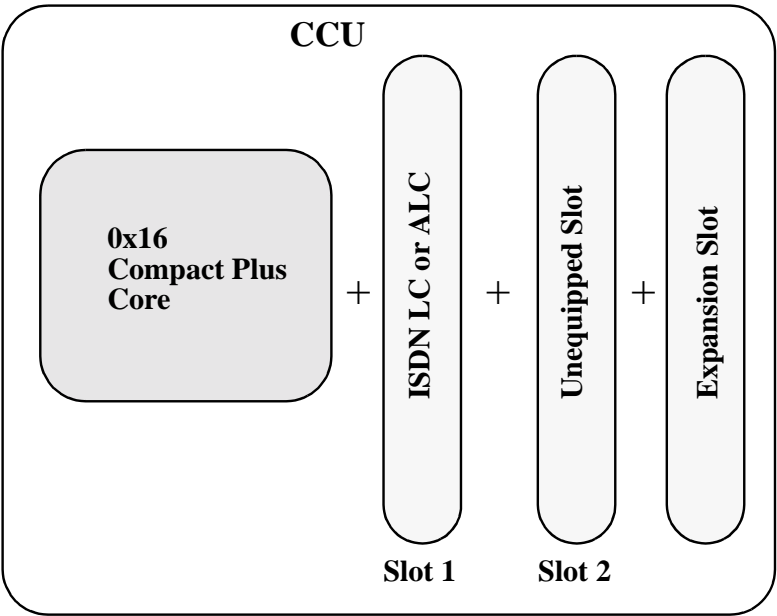 CCU
0x16
Compact Plus
Core
+
ISDN LC or ALC
+
Unequipped Slot
+
Expansion Slot
Slot 1
Slot 2